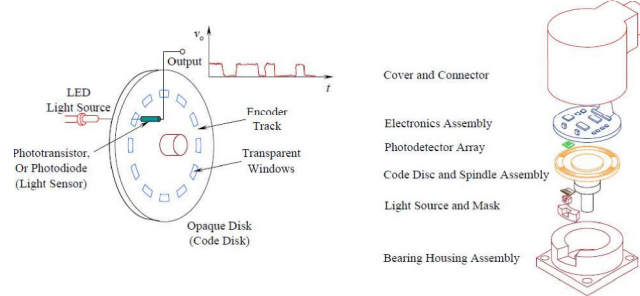 vo
Output
t
LED
Light Source
Encoder
Track
Phototransistor,
Or Photodiode
(Light Sensor)
Transparent
Windows
Opaque Disk
(Code Disk)
Cover and Connector
Electronics Assembly
Photodetector Array
Code Disc and Spindle Assembly
Light Source and Mask
Bearing Housing Assembly